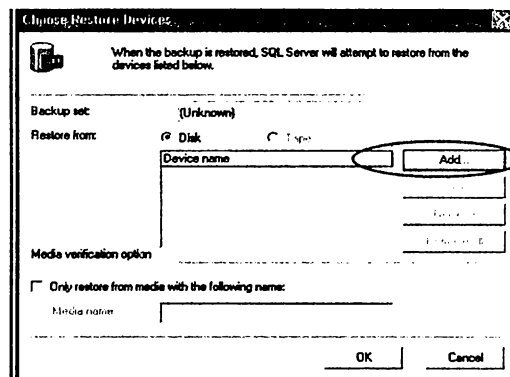 Choose Restore Devices
When the backup is restored, SQL Server will attempt to restore from the
devices listed below.
Backup set: (Unknown)
Restore from: Disk Tape
Device name
Add...
Media verification option
Only restore from media with the following name:
Media name
OK Cancel